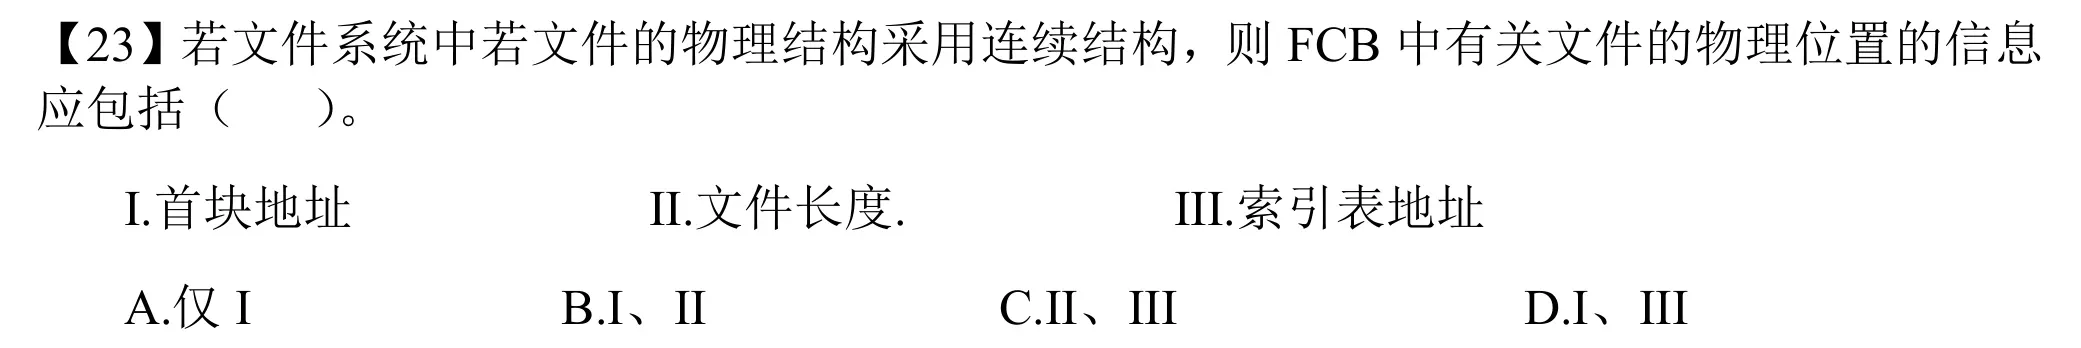 【23】若文件系统中若文件的物理结构采用连续结构，则 FCB 中有关文件的物理位置的信息
应包括（　　）。
I.首块地址　　II.文件长度.　　III.索引表地址
A.仅 I　　B.I、II　　C.II、III　　D.I、III